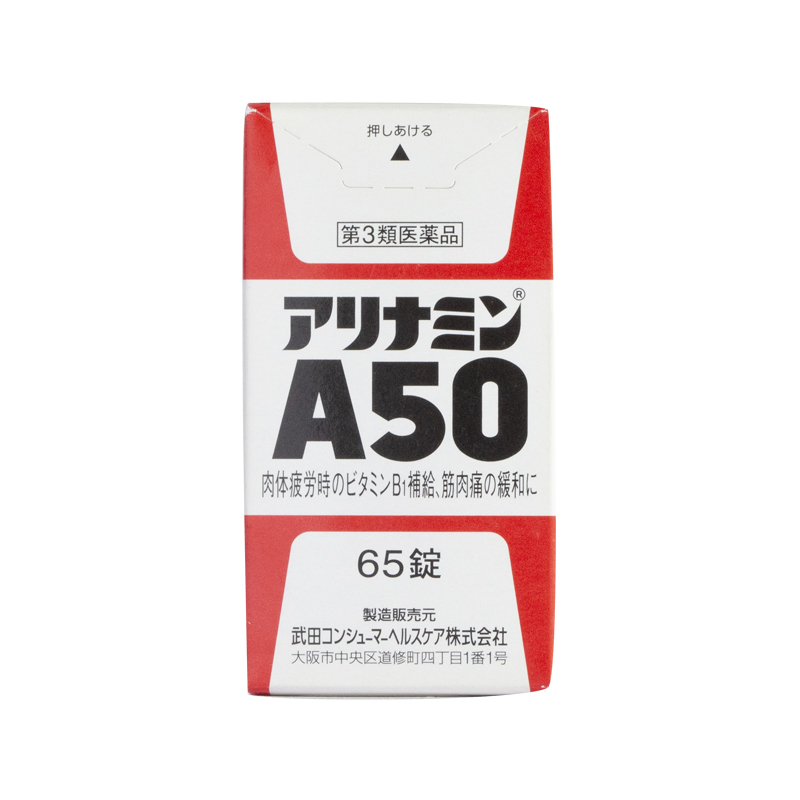 押しあける
▲
第3類医薬品
アリナミン®
A50
肉体疲労時のビタミンB1補給、筋肉痛の緩和に
65錠
製造販売元
武田コンシューマーヘルスケア株式会社
大阪市中央区道修町四丁目1番1号